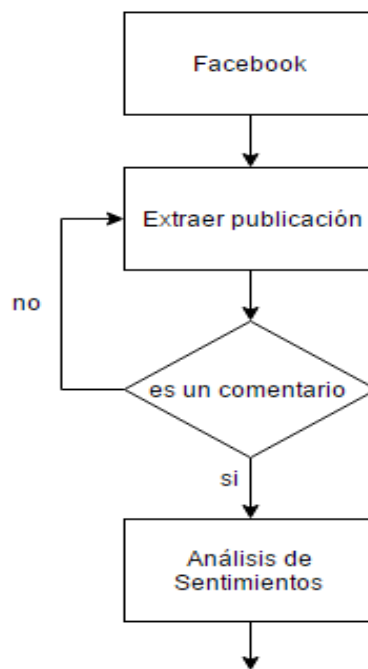 Facebook
Extraer publicación
no
es un comentario
si
Análisis de
Sentimientos